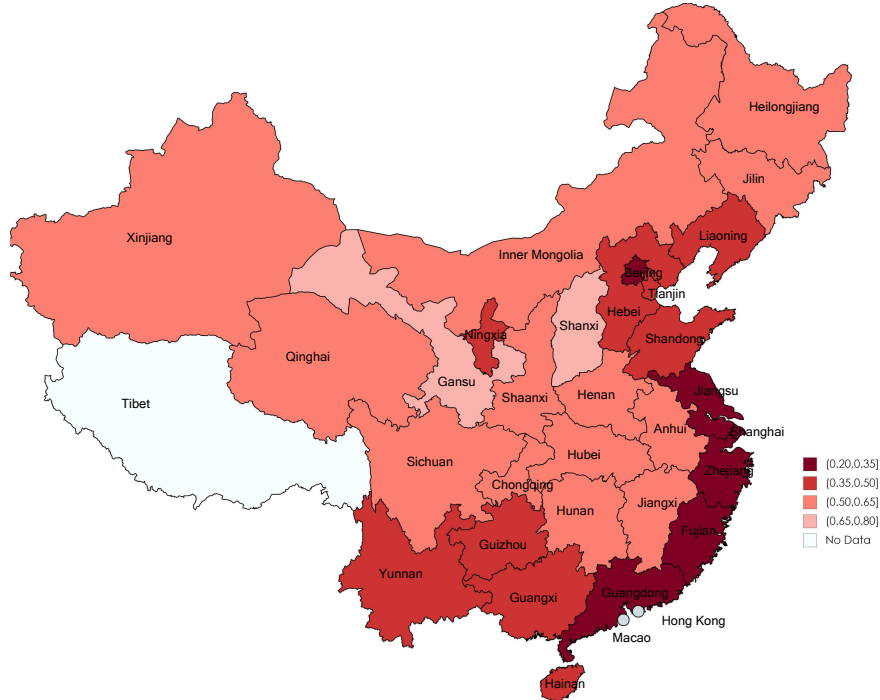 Heilongjiang
Jilin
Liaoning
Xinjiang
Inner Mongolia
Beijing
Tianjin
Hebei
Shanxi
Ningxia
Shandong
Qinghai
Gansu
Jiangsu
Shaanxi
Henan
Tibet
Anhui
Shanghai
Hubei
Sichuan
Zhejiang
Chongqing
Jiangxi
Hunan
Fujian
Guizhou
Yunnan
Guangxi
Guangdong
Hong Kong
Macao
Hainan
(0.20,0.35]
(0.35,0.50]
(0.50,0.65]
(0.65,0.80]
No Data